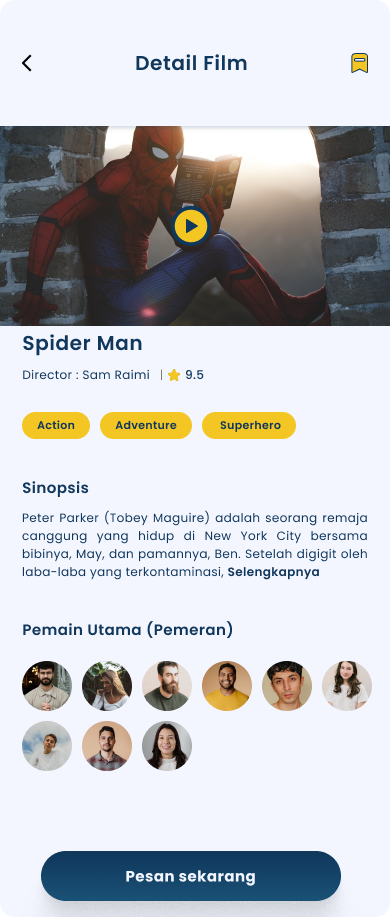 Detail Film
Spider Man
Director : Sam Raimi | 9.5
Action Adventure Superhero
Sinopsis
Peter Parker (Tobey Maguire) adalah seorang remaja
canggung yang hidup di New York City bersama
bibinya, May, dan pamannya, Ben. Setelah digigit oleh
laba-laba yang terkontaminasi, Selengkapnya
Pemain Utama (Pemeran)
Pesan sekarang